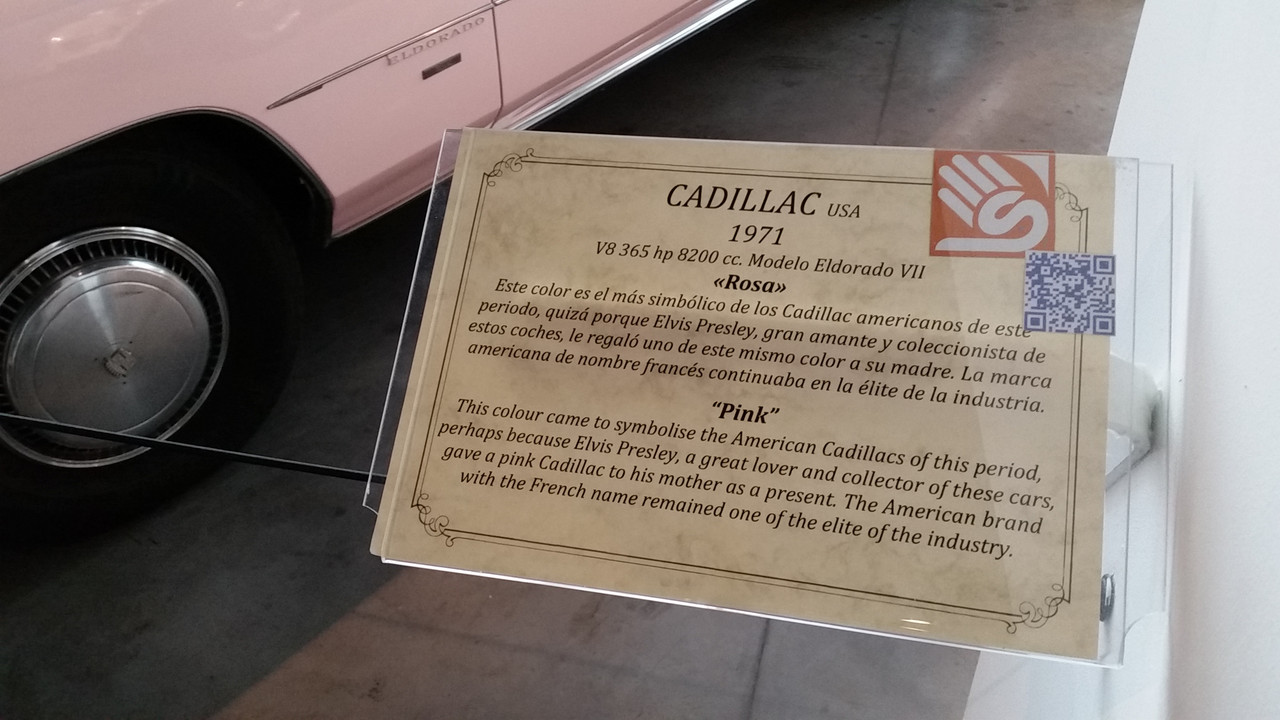 ELDORADO
CADILLAC USA
1971
V8 365 hp 8200 cc. Modelo Eldorado VII
«Rosa»
Este color es el más simbólico de los Cadillac americanos de este
periodo, quizá porque Elvis Presley, gran amante y coleccionista de
estos coches, le regaló uno de este mismo color a su madre. La marca
americana de nombre francés continuaba en la élite de la industria.
“Pink”
This colour came to symbolise the American Cadillacs of this period,
perhaps because Elvis Presley, a great lover and collector of these cars,
gave a pink Cadillac to his mother as a present. The American brand
with the French name remained one of the elite of the industry.